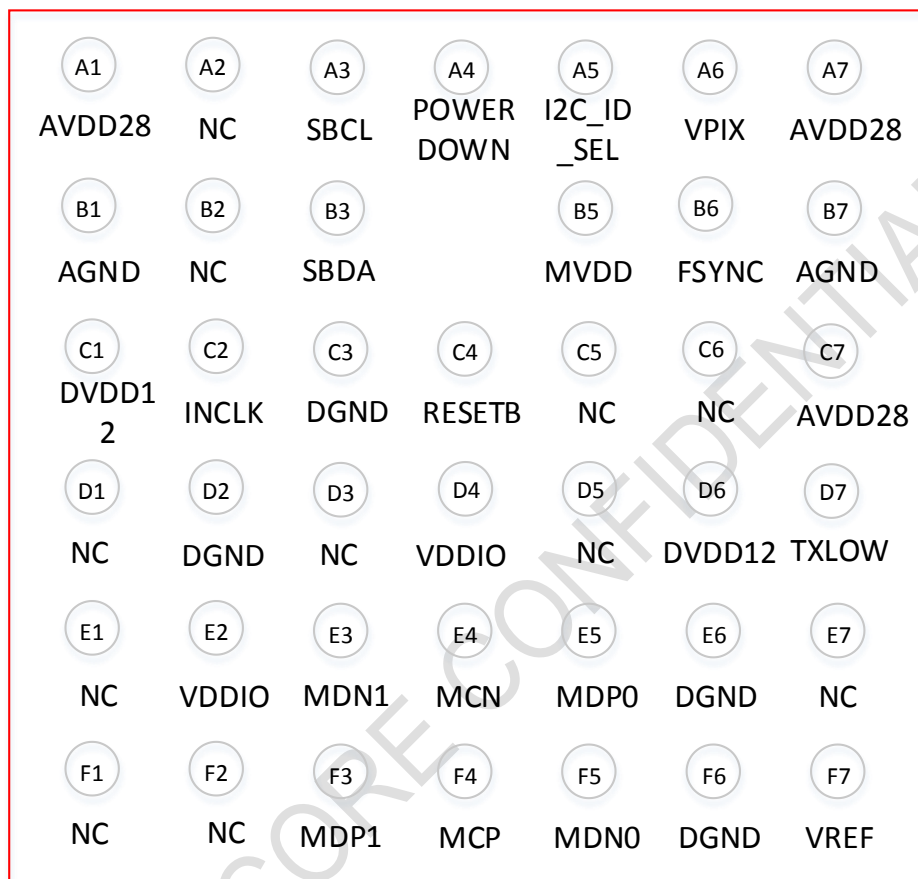 A1 A2 A3 A4 A5 A6 A7
AVDD28 NC SBCL POWER DOWN I2C_ID _SEL VPIX AVDD28
B1 B2 B3 B5 B6 B7
AGND NC SBDA MVDD FSYNC AGND
C1 C2 C3 C4 C5 C6 C7
DVDD1 2 INCLK DGND RESETB NC NC AVDD28
D1 D2 D3 D4 D5 D6 D7
NC DGND NC VDDIO NC DVDD12 TXLOW
E1 E2 E3 E4 E5 E6 E7
NC VDDIO MDN1 MCN MDP0 DGND NC
F1 F2 F3 F4 F5 F6 F7
NC NC MDP1 MCP MDN0 DGND VREF
CORE CONFIDENTIA